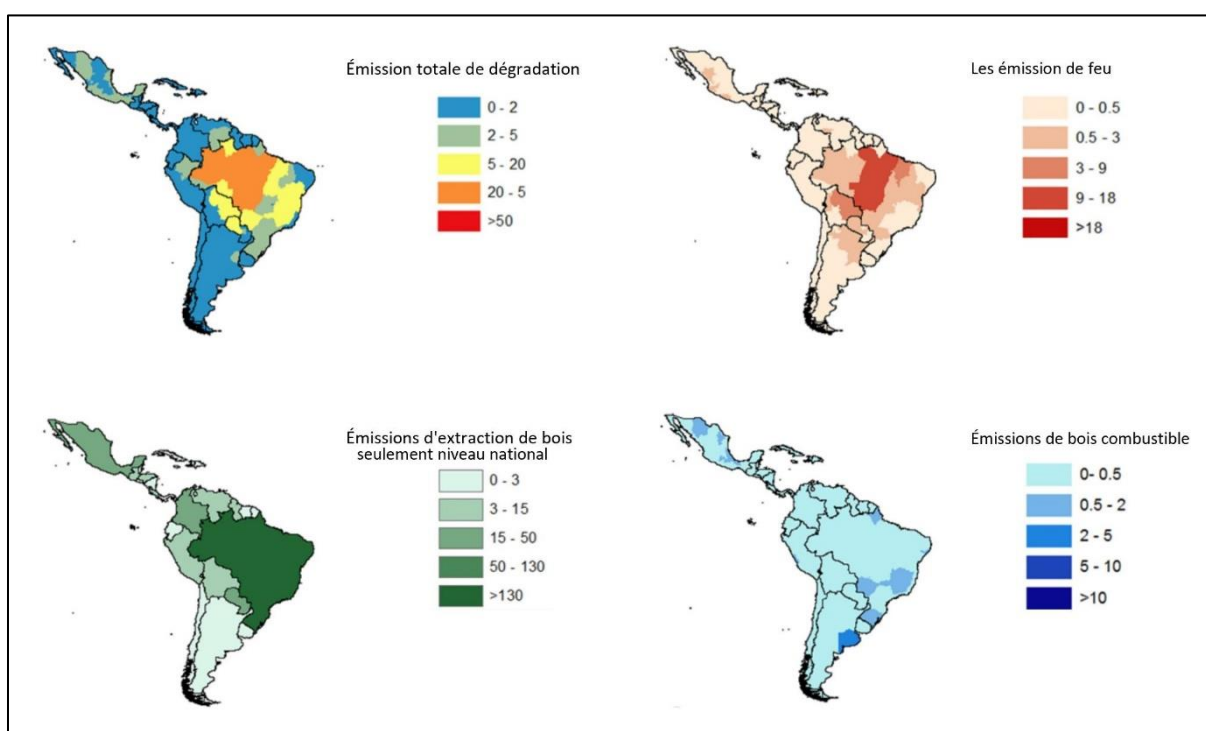 Émission totale de dégradation
0 - 2
2 - 5
5 - 20
20 - 5
>50
Les émission de feu
0 - 0.5
0.5 - 3
3 - 9
9 - 18
>18
Émissions d'extraction de bois
seulement niveau national
0 - 3
3 - 15
15 - 50
50 - 130
>130
Émissions de bois combustible
0- 0.5
0.5 - 2
2 - 5
5 - 10
>10